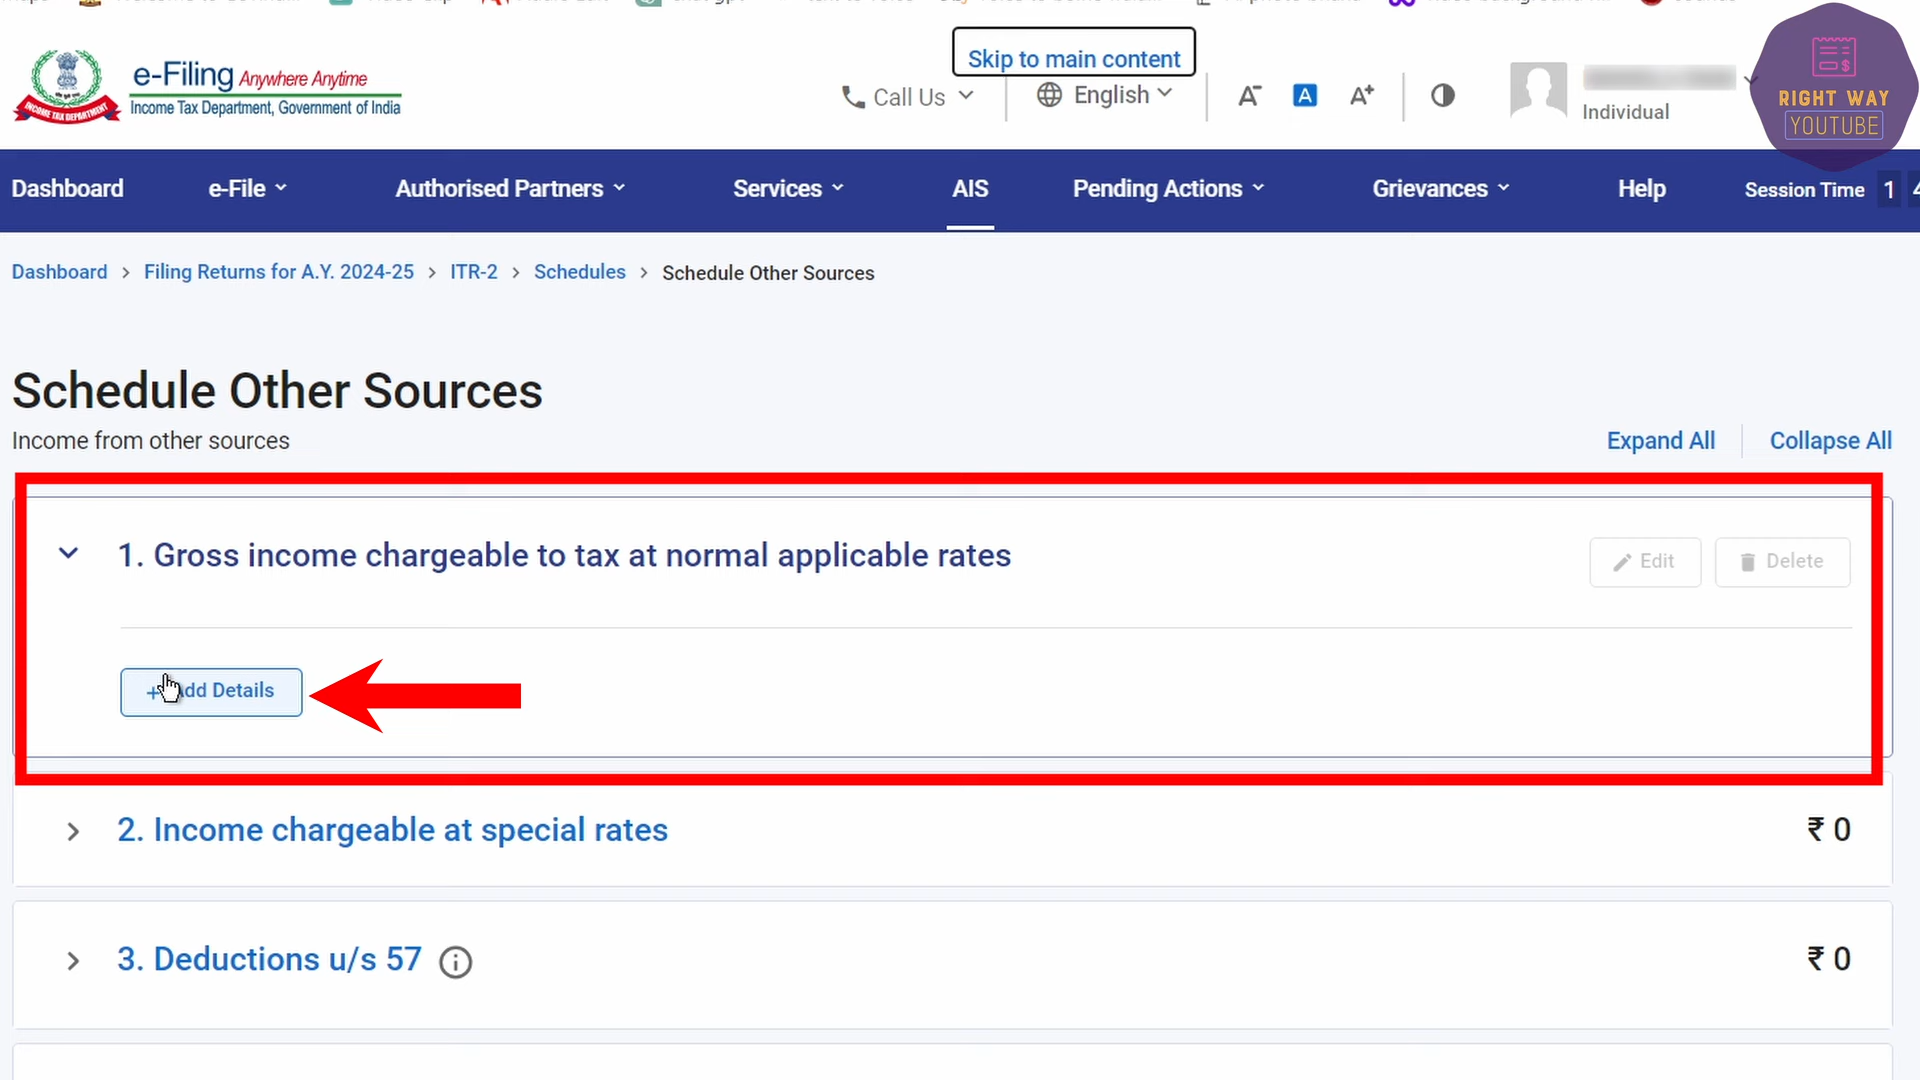 Skip to main content
e-Filing Anywhere Anytime
Income Tax Department, Government of India
INCOME TAX DEPARTMENT
Call Us
English
A-
A
A+
Individual
RIGHT WAY
YOUTUBE
Dashboard
e-File
Authorised Partners
Services
AIS
Pending Actions
Grievances
Help
Session Time 1
Dashboard > Filing Returns for A.Y. 2024-25 > ITR-2 > Schedules > Schedule Other Sources
Schedule Other Sources
Income from other sources
Expand All
Collapse All
1. Gross income chargeable to tax at normal applicable rates
Edit
Delete
+ dd Details
2. Income chargeable at special rates
₹ 0
3. Deductions u/s 57
₹ 0